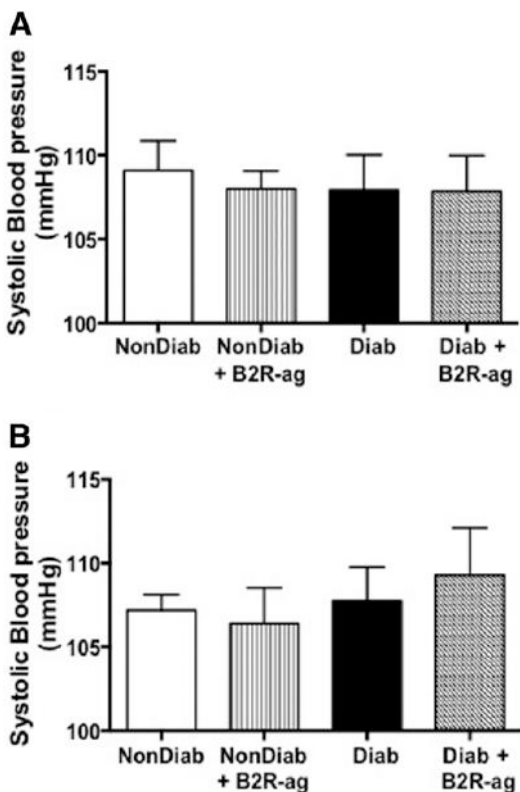 A
Systolic Blood pressure
(mmHg)
115
110
105
100
NonDiab
NonDiab
+ B2R-ag
Diab
Diab +
B2R-ag
B
Systolic Blood pressure
(mmHg)
115
110
105
100
NonDiab
NonDiab
+ B2R-ag
Diab
Diab +
B2R-ag